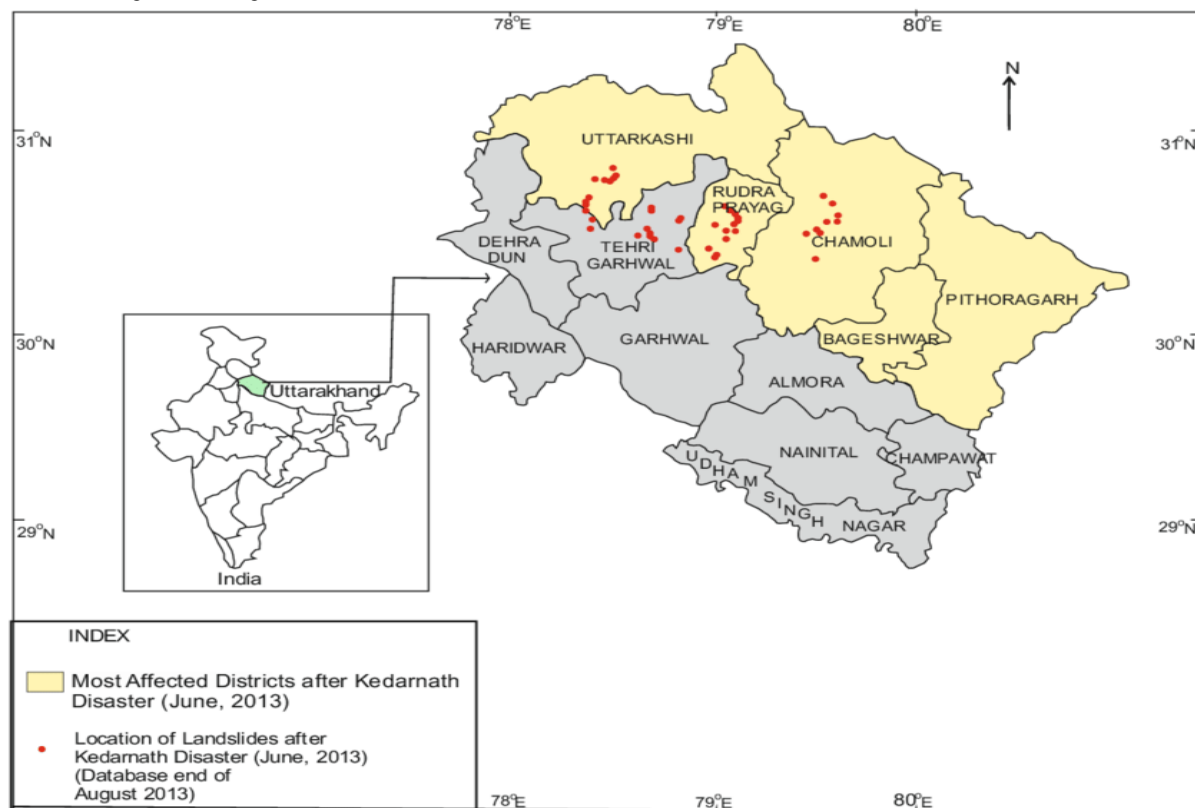 78°E 79°E 80°E
N
31°N 31°N
UTTARKASHI
RUDRA
PRAYAG
DEHRA
DUN
TEHRI
GARHWAL
CHAMOLI
PITHORAGARH
30°N 30°N
HARIDWAR
GARHWAL
BAGESHWAR
ALMORA
Uttarakhand
NAINITAL
CHAMPAWAT
UDHAM SINGH NAGAR
29°N 29°N
India
INDEX
Most Affected Districts after Kedarnath
Disaster (June, 2013)
Location of Landslides after
Kedarnath Disaster (June, 2013)
(Database end of
August 2013)
78°E 79°E 80°E